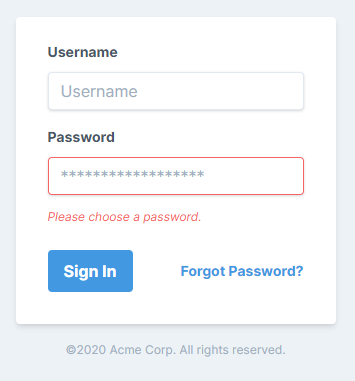 Username
Username
Password
*******************
Please choose a password.
Sign In
Forgot Password?
©2020 Acme Corp. All rights reserved.